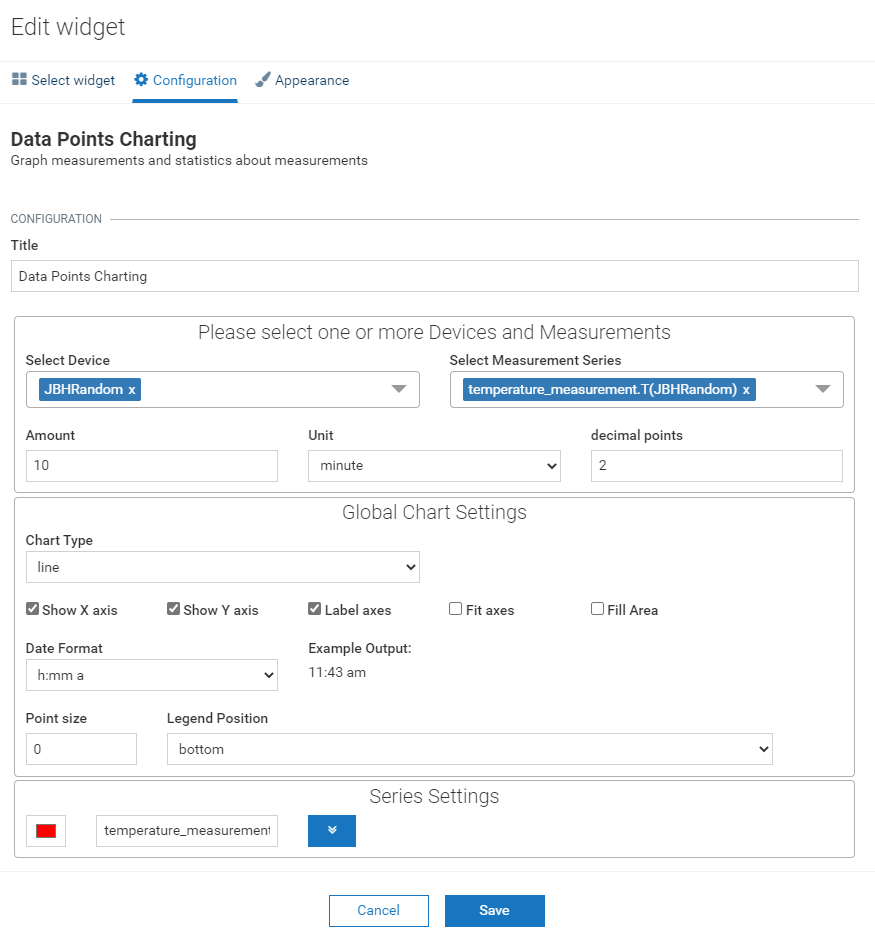 Edit widget
Select widget Configuration Appearance
Data Points Charting
Graph measurements and statistics about measurements
CONFIGURATION
Title
Data Points Charting
Please select one or more Devices and Measurements
Select Device Select Measurement Series
JBHRandom x temperature_measurement.T(JBHRandom) x
Amount Unit decimal points
10 minute 2
Global Chart Settings
Chart Type
line
Show X axis Show Y axis Label axes Fit axes Fill Area
Date Format Example Output:
h:mm a 11:43 am
Point size Legend Position
0 bottom
Series Settings
temperature_measurement
Cancel Save